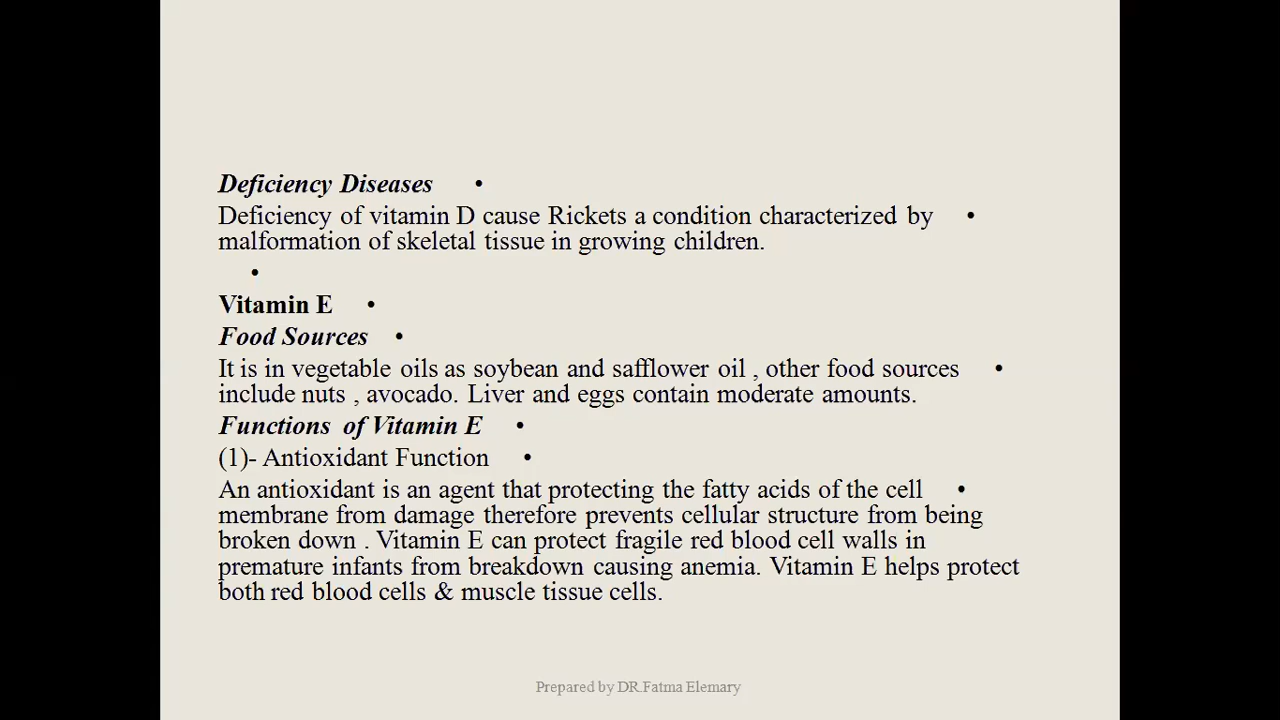 Deficiency Diseases •
Deficiency of vitamin D cause Rickets a condition characterized by •
malformation of skeletal tissue in growing children.
•
Vitamin E •
Food Sources •
It is in vegetable oils as soybean and safflower oil , other food sources •
include nuts , avocado. Liver and eggs contain moderate amounts.
Functions of Vitamin E •
(1)- Antioxidant Function •
An antioxidant is an agent that protecting the fatty acids of the cell •
membrane from damage therefore prevents cellular structure from being
broken down . Vitamin E can protect fragile red blood cell walls in
premature infants from breakdown causing anemia. Vitamin E helps protect
both red blood cells & muscle tissue cells.
Prepared by DR.Fatma Elemary